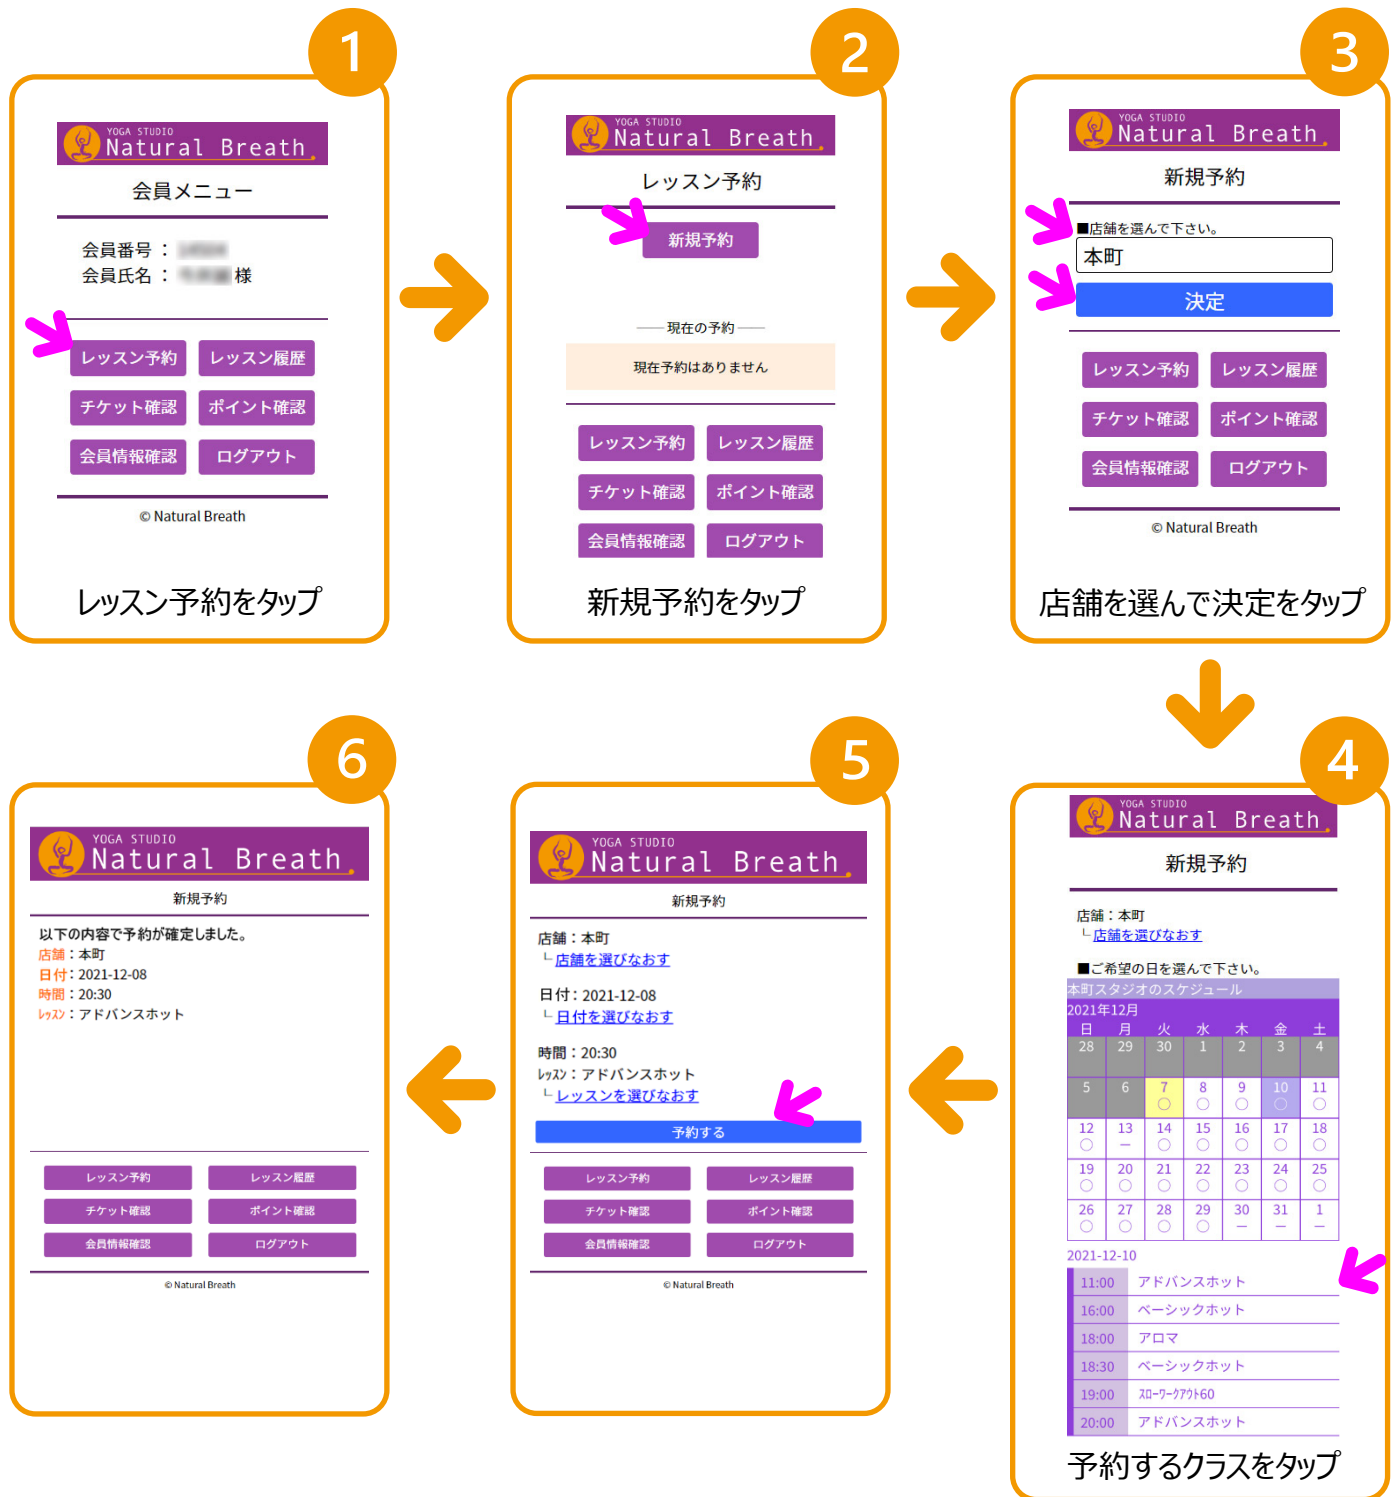 1
YOGA STUDIO
Natural Breath
会員メニュー
会員番号 ：
会員氏名 ： 様
レッスン予約 レッスン履歴
チケット確認 ポイント確認
会員情報確認 ログアウト
© Natural Breath
レッスン予約をタップ
2
YOGA STUDIO
Natural Breath
レッスン予約
新規予約
現在の予約
現在予約はありません
レッスン予約 レッスン履歴
チケット確認 ポイント確認
会員情報確認 ログアウト
新規予約をタップ
3
YOGA STUDIO
Natural Breath
新規予約
■店舗を選んで下さい。
本町
決定
レッスン予約 レッスン履歴
チケット確認 ポイント確認
会員情報確認 ログアウト
© Natural Breath
店舗を選んで決定をタップ
4
YOGA STUDIO
Natural Breath
新規予約
店舗：本町
└ 店舗を選びなおす
■ご希望の日を選んで下さい。
本町スタジオのスケジュール
2021年12月
日 月 火 水 木 金 土
28 29 30 1 2 3 4
5 6 7 8 9 10 11
○ ○ ○ ○ ○
12 13 14 15 16 17 18
○ － ○ ○ ○ ○ ○
19 20 21 22 23 24 25
○ ○ ○ ○ ○ ○ ○
26 27 28 29 30 31 1
○ ○ ○ ○ － － －
2021-12-10
11:00 アドバンスホット
16:00 ベーシックホット
18:00 アロマ
18:30 ベーシックホット
19:00 ｽﾛｰﾜｰｸｱｳﾄ60
20:00 アドバンスホット
予約するクラスをタップ
5
YOGA STUDIO
Natural Breath
新規予約
店舗：本町
└ 店舗を選びなおす
日付：2021-12-08
└ 日付を選びなおす
時間：20:30
ﾚｯｽﾝ：アドバンスホット
└ レッスンを選びなおす
予約する
レッスン予約 レッスン履歴
チケット確認 ポイント確認
会員情報確認 ログアウト
© Natural Breath
6
YOGA STUDIO
Natural Breath
新規予約
以下の内容で予約が確定しました。
店舗：本町
日付：2021-12-08
時間：20:30
ﾚｯｽﾝ：アドバンスホット
レッスン予約 レッスン履歴
チケット確認 ポイント確認
会員情報確認 ログアウト
© Natural Breath